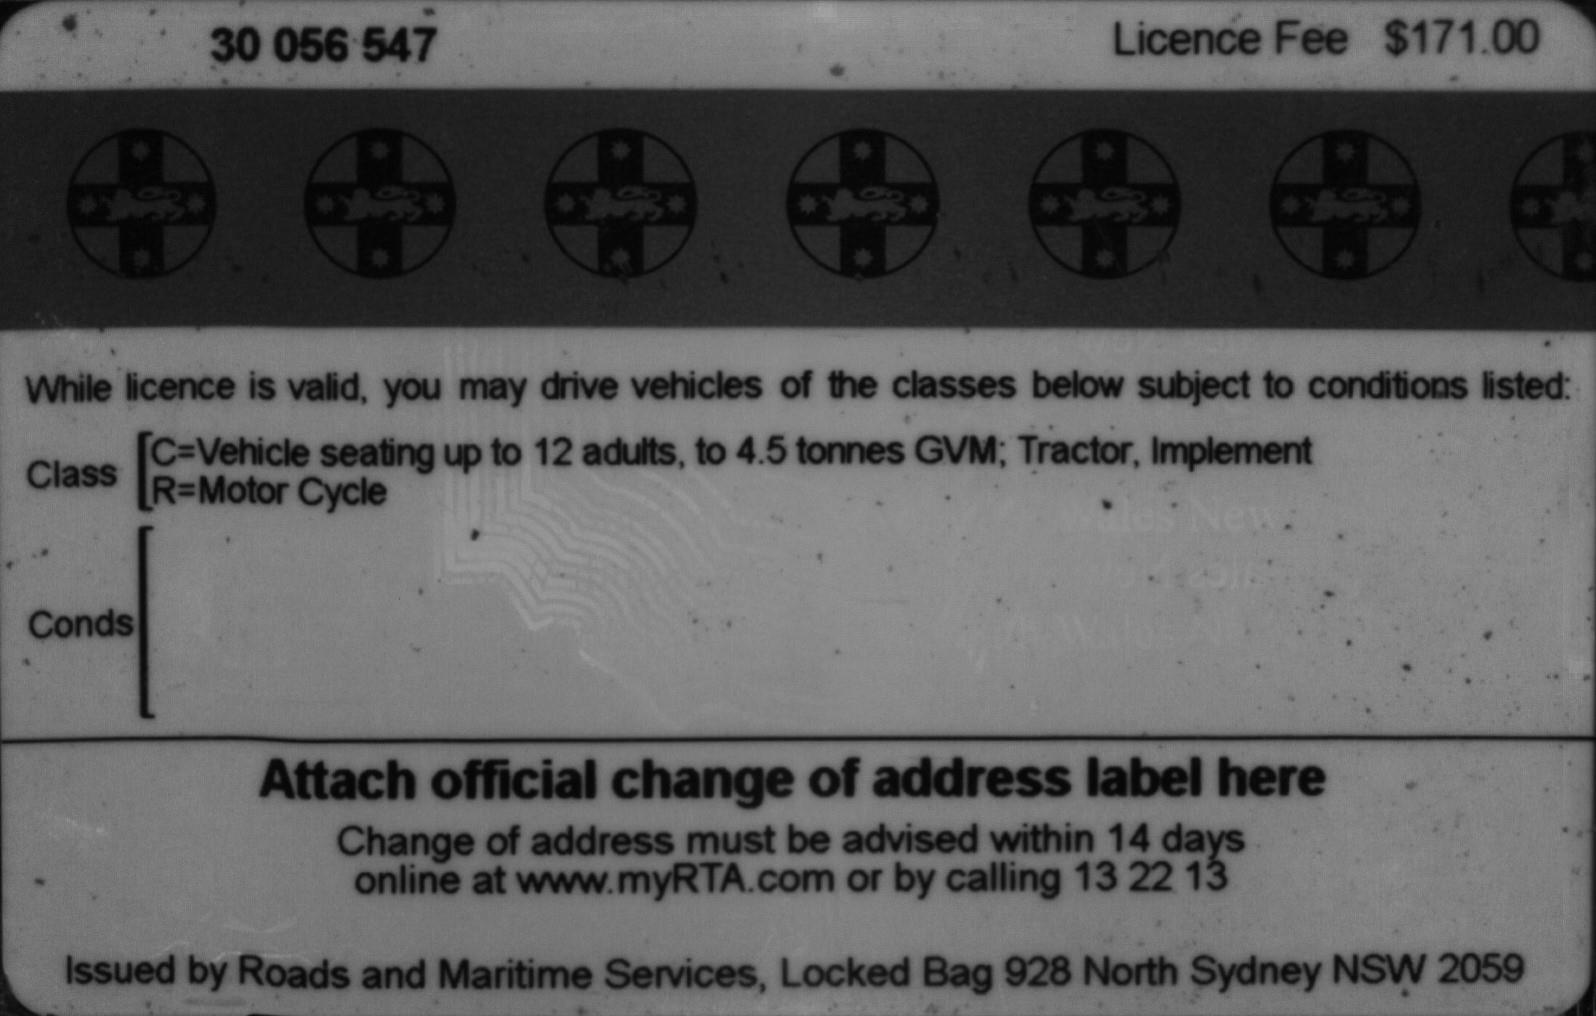 30 056 547
Licence Fee $171.00
While licence is valid, you may drive vehicles of the classes below subject to conditions listed:
Class
C=Vehicle seating up to 12 adults, to 4.5 tonnes GVM; Tractor, Implement
R=Motor Cycle
Wales New
Conds
Attach official change of address label here
Change of address must be advised within 14 days
online at www.myRTA.com or by calling 13 22 13
Issued by Roads and Maritime Services, Locked Bag 928 North Sydney NSW 2059